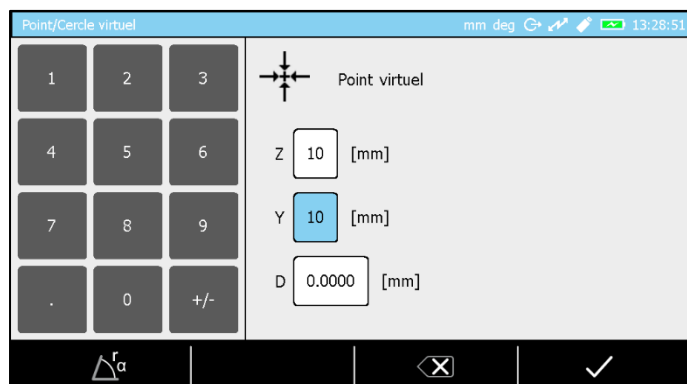 Point/Cercle virtuel mm deg 13:28:51
1 2 3
Point virtuel
4 5 6
Z 10 [mm]
7 8 9
Y 10 [mm]
. 0 +/-
D 0.0000 [mm]
r α